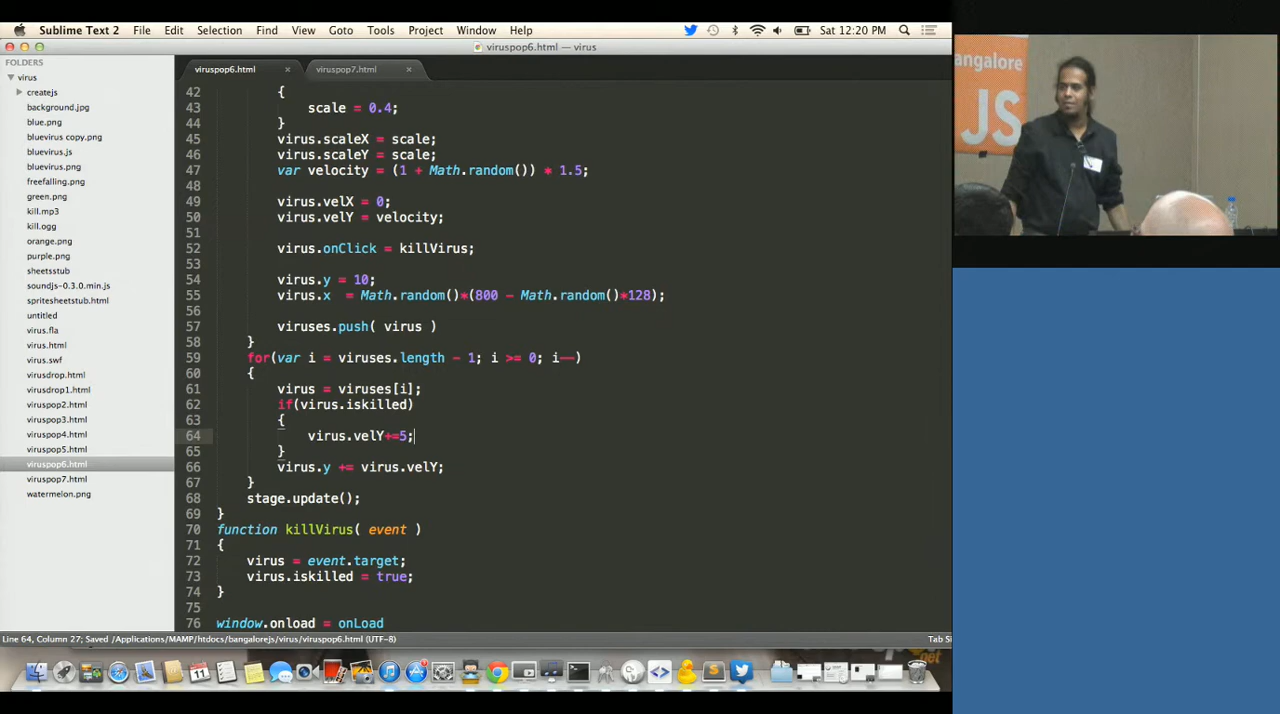 Sublime Text 2 File Edit Selection Find View Goto Tools Project Window Help Sat 12:20 PM
viruspop6.html — virus
FOLDERS
virus
createjs
background.jpg
blue.png
bluevirus copy.png
bluevirus.js
bluevirus.png
freefalling.png
green.png
kill.mp3
kill.ogg
orange.png
purple.png
sheetsstub
soundjs-0.3.0.min.js
spritesheetstub.html
untitled
virus.fla
virus.html
virus.swf
virusdrop.html
virusdrop1.html
viruspop2.html
viruspop3.html
viruspop4.html
viruspop5.html
viruspop6.html
viruspop7.html
watermelon.png
viruspop6.html × viruspop7.html ×
42 {
43 scale = 0.4;
44 }
45 virus.scaleX = scale;
46 virus.scaleY = scale;
47 var velocity = (1 + Math.random()) * 1.5;
48
49 virus.velX = 0;
50 virus.velY = velocity;
51
52 virus.onClick = killVirus;
53
54 virus.y = 10;
55 virus.x = Math.random()*(800 - Math.random()*128);
56
57 viruses.push( virus )
58 }
59 for(var i = viruses.length - 1; i >= 0; i--)
60 {
61 virus = viruses[i];
62 if(virus.iskilled)
63 {
64 virus.velY+=5;
65 }
66 virus.y += virus.velY;
67 }
68 stage.update();
69 }
70 function killVirus( event )
71 {
72 virus = event.target;
73 virus.iskilled = true;
74 }
75
76 window.onload = onLoad
Line 64, Column 27; Saved /Applications/MAMP/htdocs/bangalorejs/virus/viruspop6.html (UTF-8) Tab Si
angalore
JS